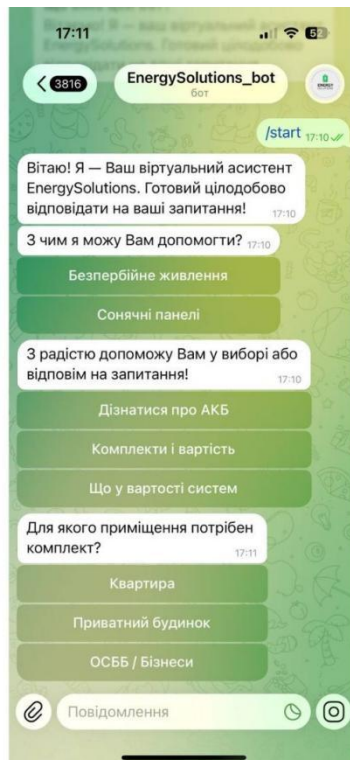 17:11
52
3816
EnergySolutions_bot
бот
ENERGY
/start 17:10
Вітаю! Я — Ваш віртуальний асистент
EnergySolutions. Готовий цілодобово
відповідати на ваші запитання!
17:10
З чим я можу Вам допомогти? 17:10
Безпербійне живлення
Сонячні панелі
З радістю допоможу Вам у виборі або
відповім на запитання!
17:10
Дізнатися про АКБ
Комплекти і вартість
Що у вартості систем
Для якого приміщення потрібен
комплект?
17:11
Квартира
Приватний будинок
ОСББ / Бізнеси
Повідомлення